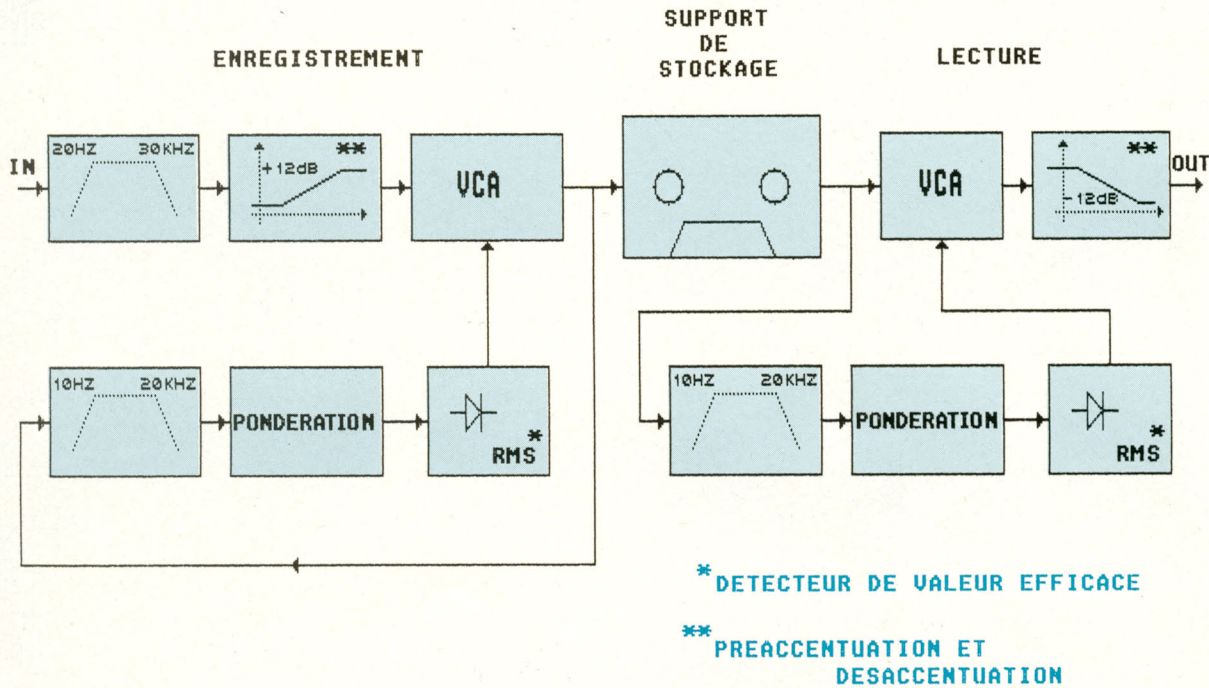 ENREGISTREMENT
SUPPORT
DE
STOCKAGE
LECTURE
IN
20HZ 30KHZ
+12dB **
VCA
VCA
-12dB **
OUT
10HZ 20KHZ
PONDERATION
*
RMS
10HZ 20KHZ
PONDERATION
*
RMS
*DETECTEUR DE VALEUR EFFICACE
**PREACCENTUATION ET
DESACCENTUATION